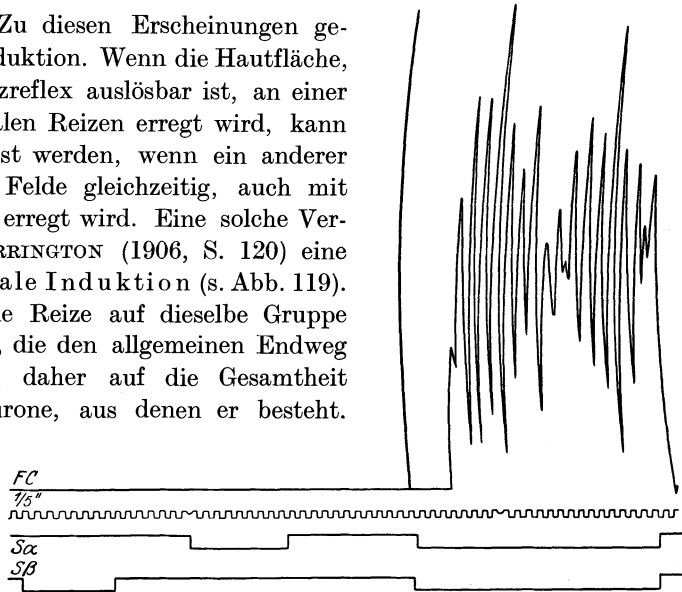 Zu diesen Erscheinungen ge-
duktion. Wenn die Hautfläche,
zreflex auslösbar ist, an einer
len Reizen erregt wird, kann
st werden, wenn ein anderer
Felde gleichzeitig, auch mit
erregt wird. Eine solche Ver-
RRINGTON (1906, S. 120) eine
ale Induktion (s. Abb. 119).
e Reize auf dieselbe Gruppe
, die den allgemeinen Endweg
daher auf die Gesamtheit
urone, aus denen er besteht.
FC
1/5"
Sα
Sβ